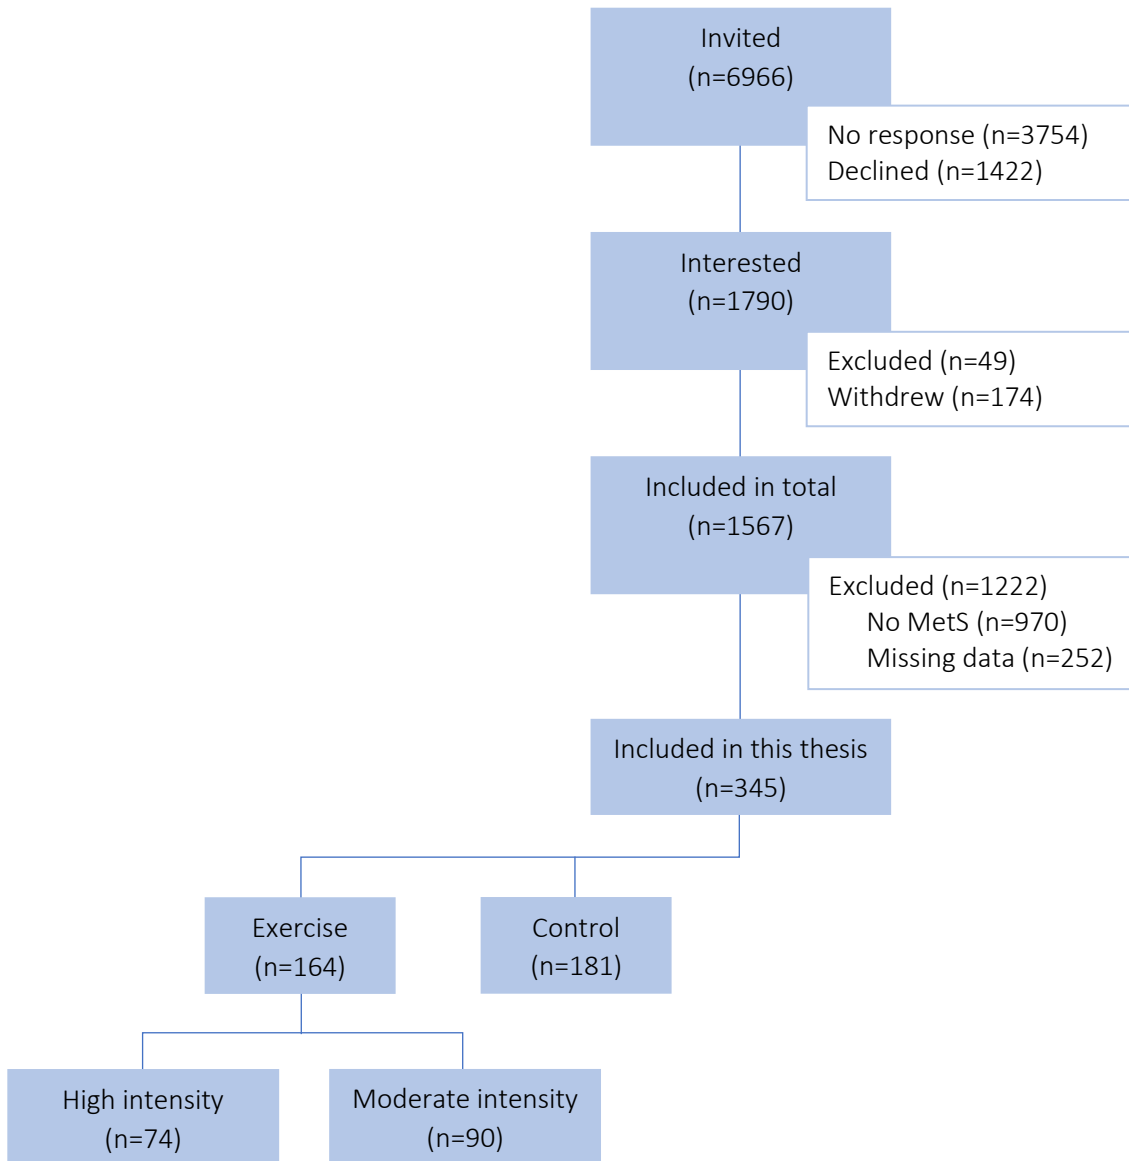 Invited
(n=6966)
No response (n=3754)
Declined (n=1422)
Interested
(n=1790)
Excluded (n=49)
Withdrew (n=174)
Included in total
(n=1567)
Excluded (n=1222)
No MetS (n=970)
Missing data (n=252)
Included in this thesis
(n=345)
Exercise
(n=164)
Control
(n=181)
High intensity
(n=74)
Moderate intensity
(n=90)